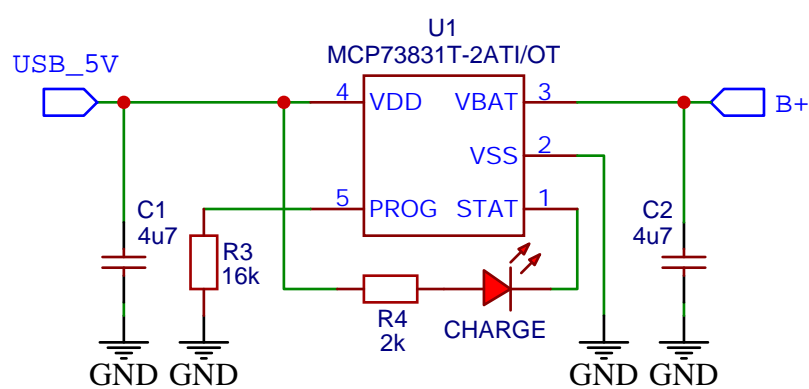 U1
MCP73831T-2ATI/OT
USB_5V
4 VDD VBAT 3
B+
VSS 2
5 PROG STAT 1
C1
4u7
R3
16k
C2
4u7
R4
2k
CHARGE
GND GND GND GND